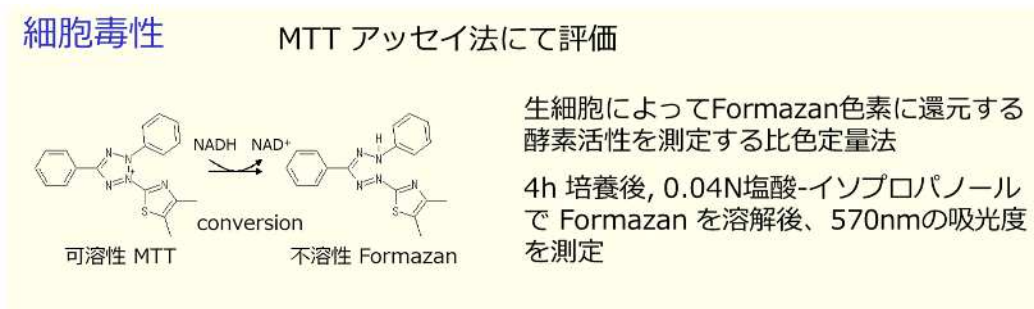 細胞毒性
MTT アッセイ法にて評価
生細胞によってFormazan色素に還元する
酵素活性を測定する比色定量法
4h 培養後, 0.04N塩酸-イソプロパノール
で Formazan を溶解後、570nmの吸光度
を測定
NADH NAD⁺
conversion
可溶性 MTT
不溶性 Formazan